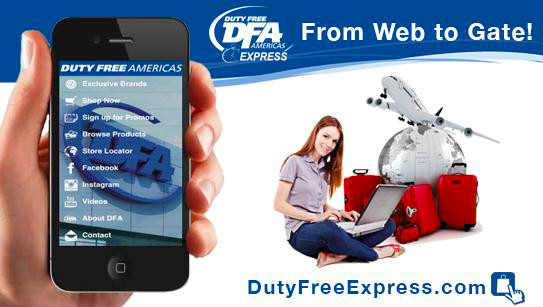 DUTY FREE
DFA
AMERICAS
EXPRESS
From Web to Gate!
DUTY FREE AMERICAS
Exclusive Brands
Shop Now
Sign up for Promos
Browse Products
Store Locator
Facebook
Instagram
Videos
DFA About DFA
Contact
DFA
DutyFreeExpress.com